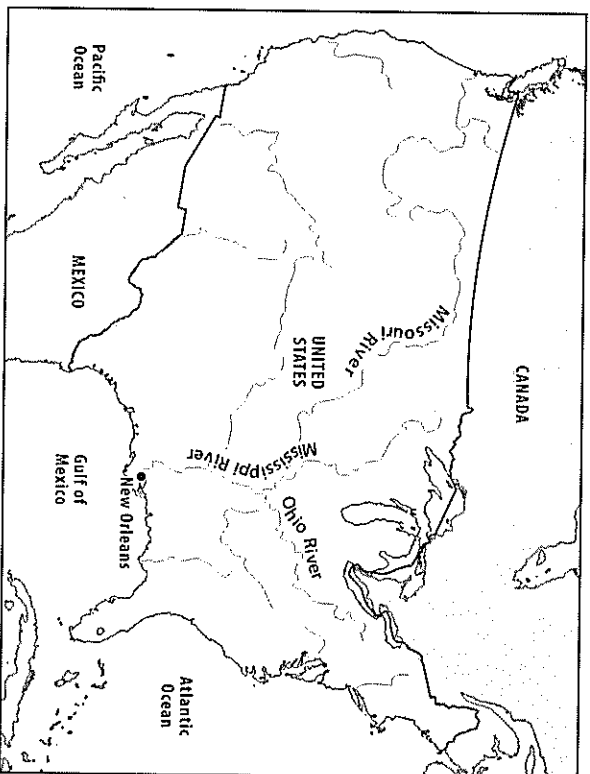 CANADA
Missouri River
UNITED
STATES
Mississippi River
Ohio River
Pacific
Ocean
MEXICO
Gulf of
Mexico
New Orleans
Atlantic
Ocean